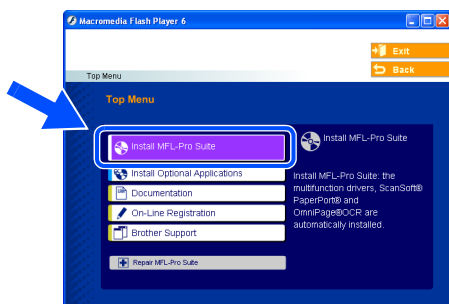 Macromedia Flash Player 6
Exit
Back
Top Menu
Top Menu
Install MFL-Pro Suite
Install Optional Applications
Documentation
On-Line Registration
Brother Support
Repair MFL-Pro Suite
Install MFL-Pro Suite
Install MFL-Pro Suite: the
multifunction drivers, ScanSoft®
PaperPort® and
OmniPage®OCR are
automatically installed.